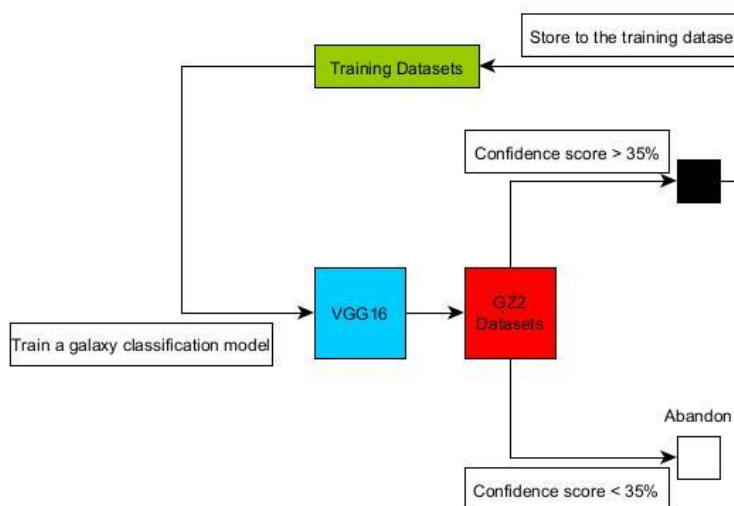 Store to the training datase
Training Datasets
Confidence score > 35%
VGG16
GZ2
Datasets
Train a galaxy classification model
Abandon
Confidence score < 35%